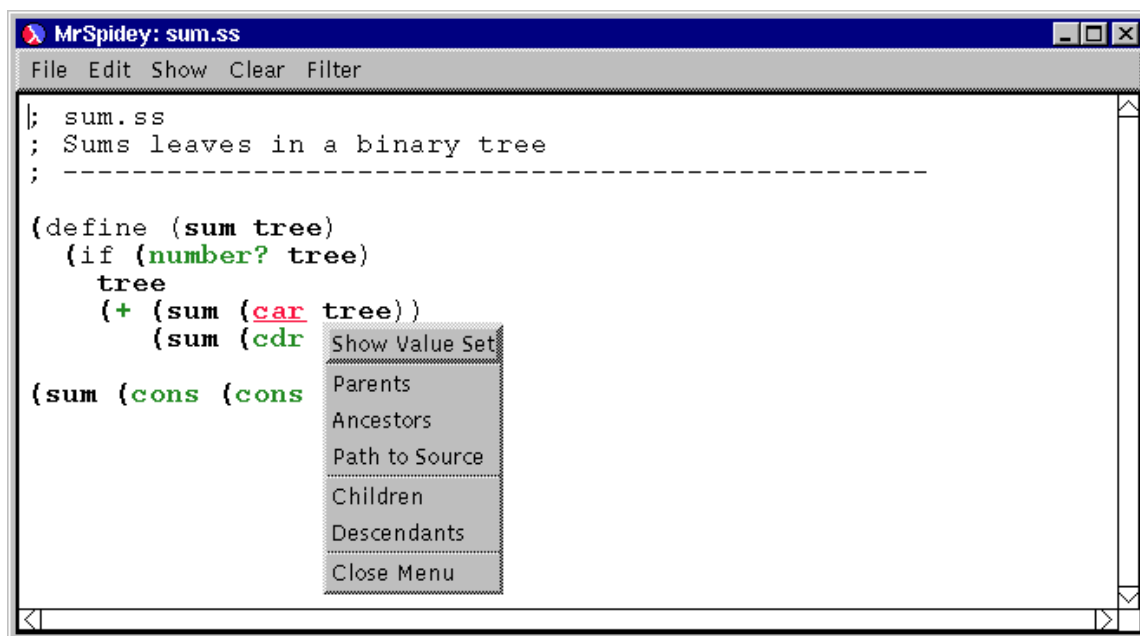 MrSpidey: sum.ss
File Edit Show Clear Filter
; sum.ss
; Sums leaves in a binary tree
; --------------------------------------------------
(define (sum tree)
(if (number? tree)
tree
(+ (sum (car tree))
(sum (cdr
(sum (cons (cons
Show Value Set
Parents
Ancestors
Path to Source
Children
Descendants
Close Menu